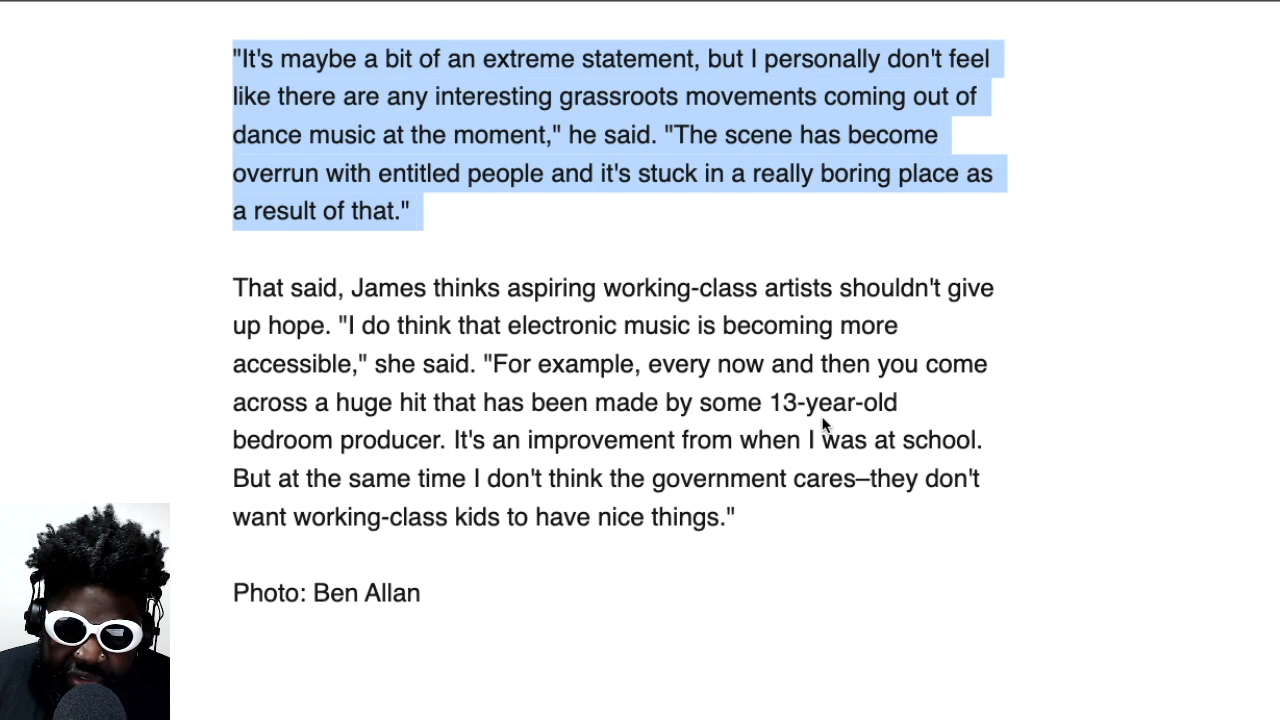 "It's maybe a bit of an extreme statement, but I personally don't feel
like there are any interesting grassroots movements coming out of
dance music at the moment," he said. "The scene has become
overrun with entitled people and it's stuck in a really boring place as
a result of that."
That said, James thinks aspiring working-class artists shouldn't give
up hope. "I do think that electronic music is becoming more
accessible," she said. "For example, every now and then you come
across a huge hit that has been made by some 13-year-old
bedroom producer. It's an improvement from when I was at school.
But at the same time I don't think the government cares–they don't
want working-class kids to have nice things."
Photo: Ben Allan